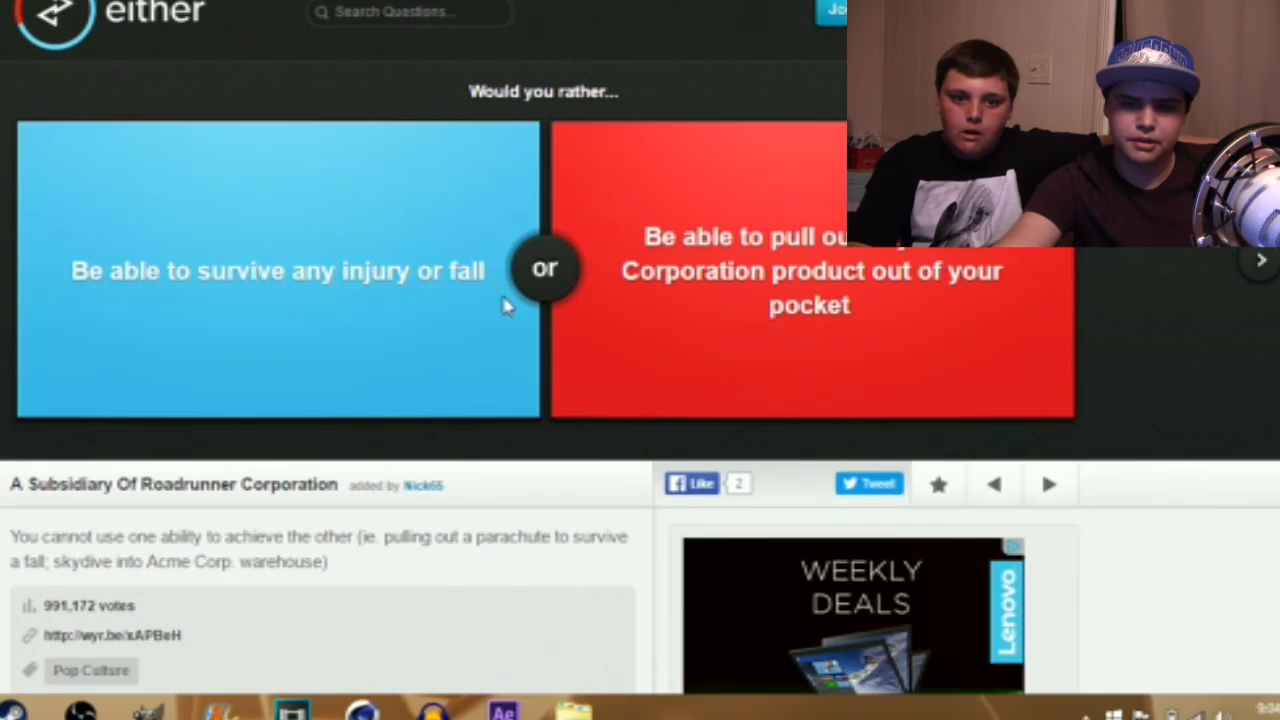 either
Search Questions...
Would you rather...
Be able to survive any injury or fall
or
Be able to pull
Corporation product out of your
pocket
A Subsidiary Of Roadrunner Corporation added by Nick65
Like 2
Tweet
You cannot use one ability to achieve the other (ie. pulling out a parachute to survive
a fall; skydive into Acme Corp. warehouse)
991,172 votes
http://wyr.be/xAPBeH
Pop Culture
WEEKLY
DEALS
Lenovo
Ae